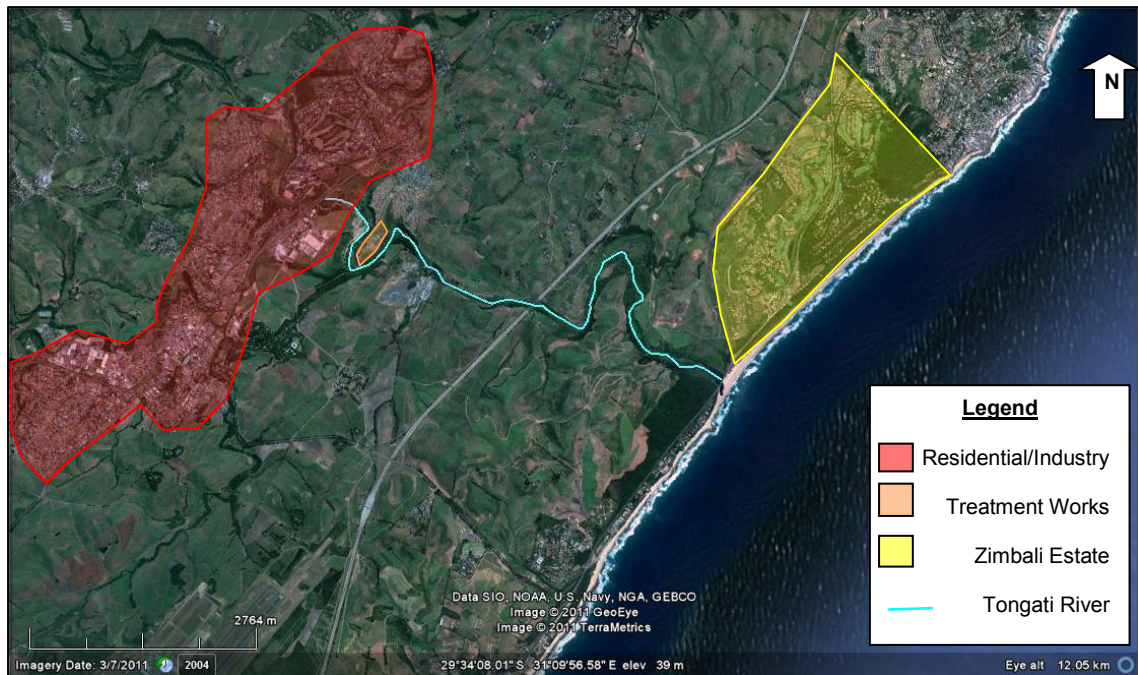 N
Legend
Residential/Industry
Treatment Works
Zimbali Estate
Tongati River
Data SIO, NOAA, U.S. Navy, NGA, GEBCO
Image © 2011 GeoEye
Image © 2011 TerraMetrics
2764 m
Imagery Date: 3/7/2011 2004 29°34'08.01" S 31°09'56.58" E elev 39 m Eye alt 12.05 km